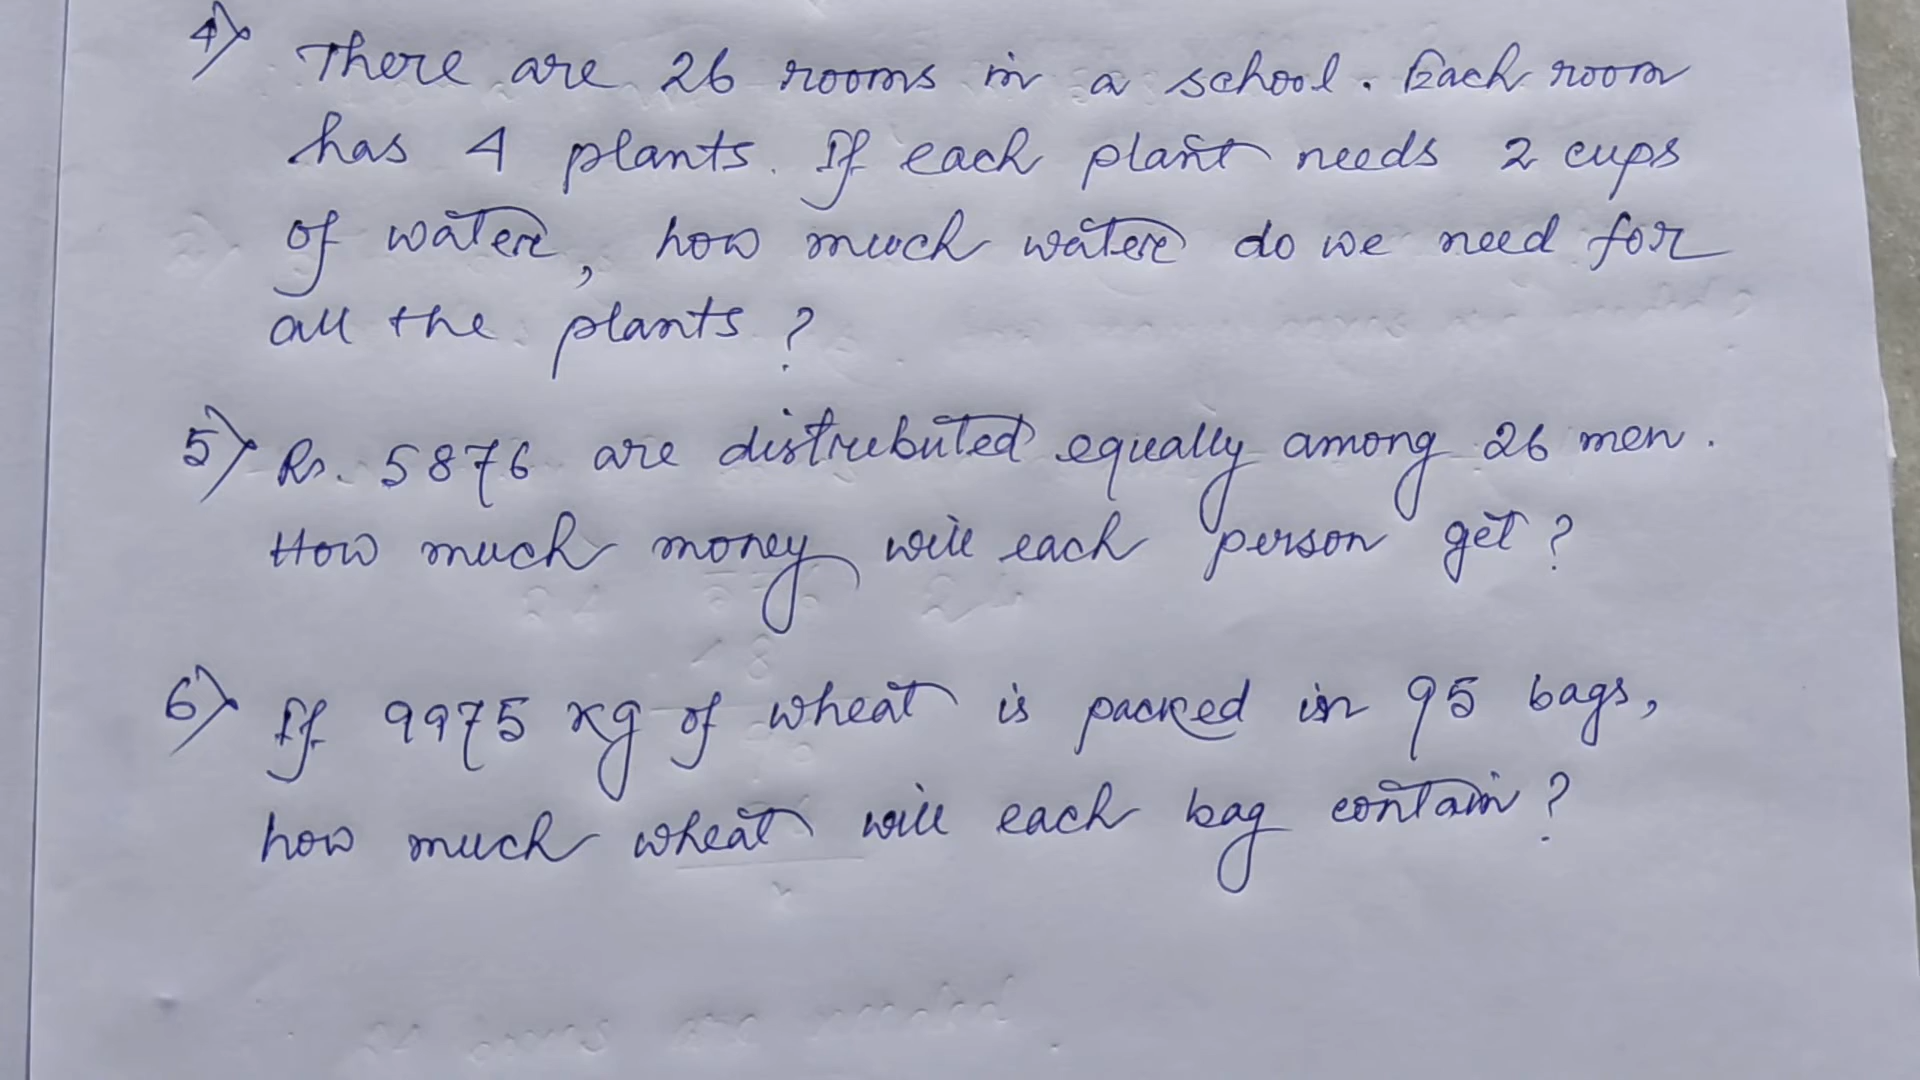 4) There are 26 rooms in a school. Each room
has 4 plants. If each plant needs 2 cups
of water, how much water do we need for
all the plants?
5) Rs. 5876 are distributed equally among 26 men.
How much money will each person get?
6) If 9975 kg of wheat is packed in 95 bags,
how much wheat will each bag contain?